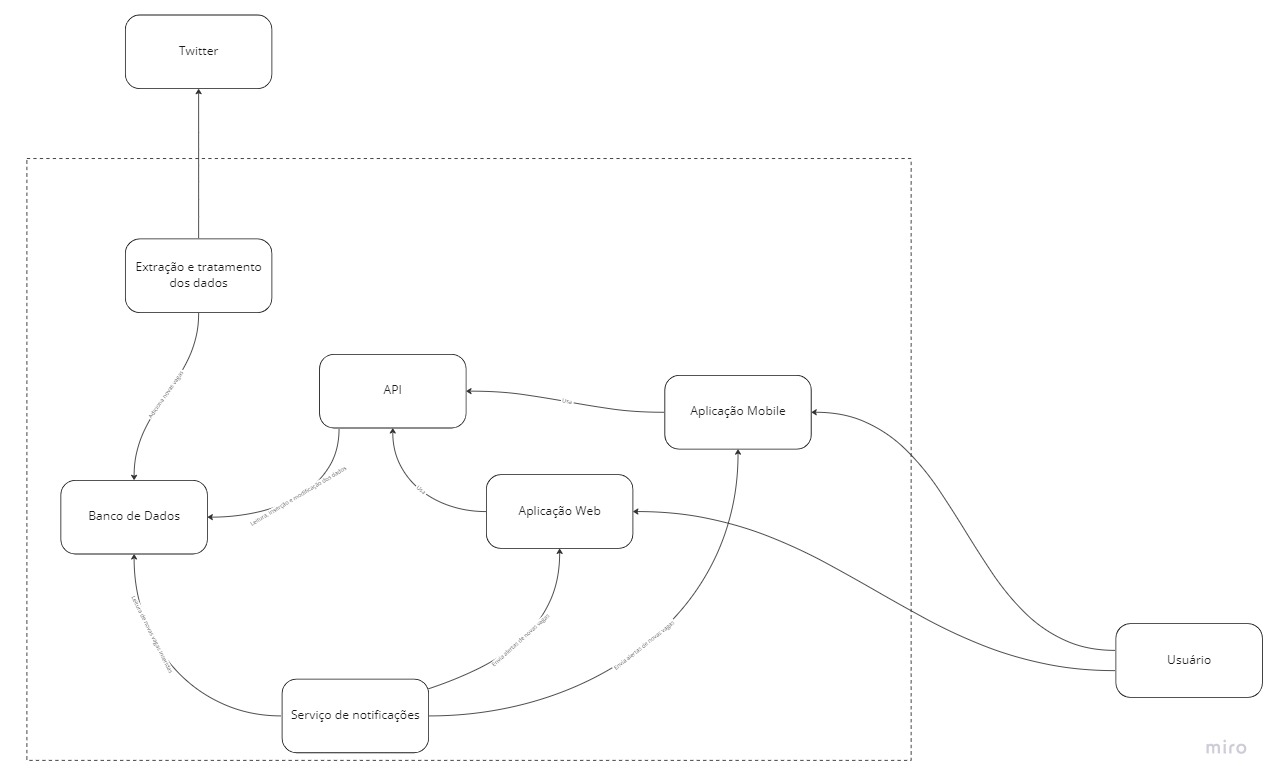 Twitter
Extração e tratamento
dos dados
Adiciona novas vagas
API
Usa
Aplicação Mobile
Leitura, inserção e modificação dos dados
Usa
Banco de Dados
Aplicação Web
Leitura de novas vagas inseridas
Envia alertas de novas vagas
Envia alertas de novas vagas
Usuário
Serviço de notificações
miro